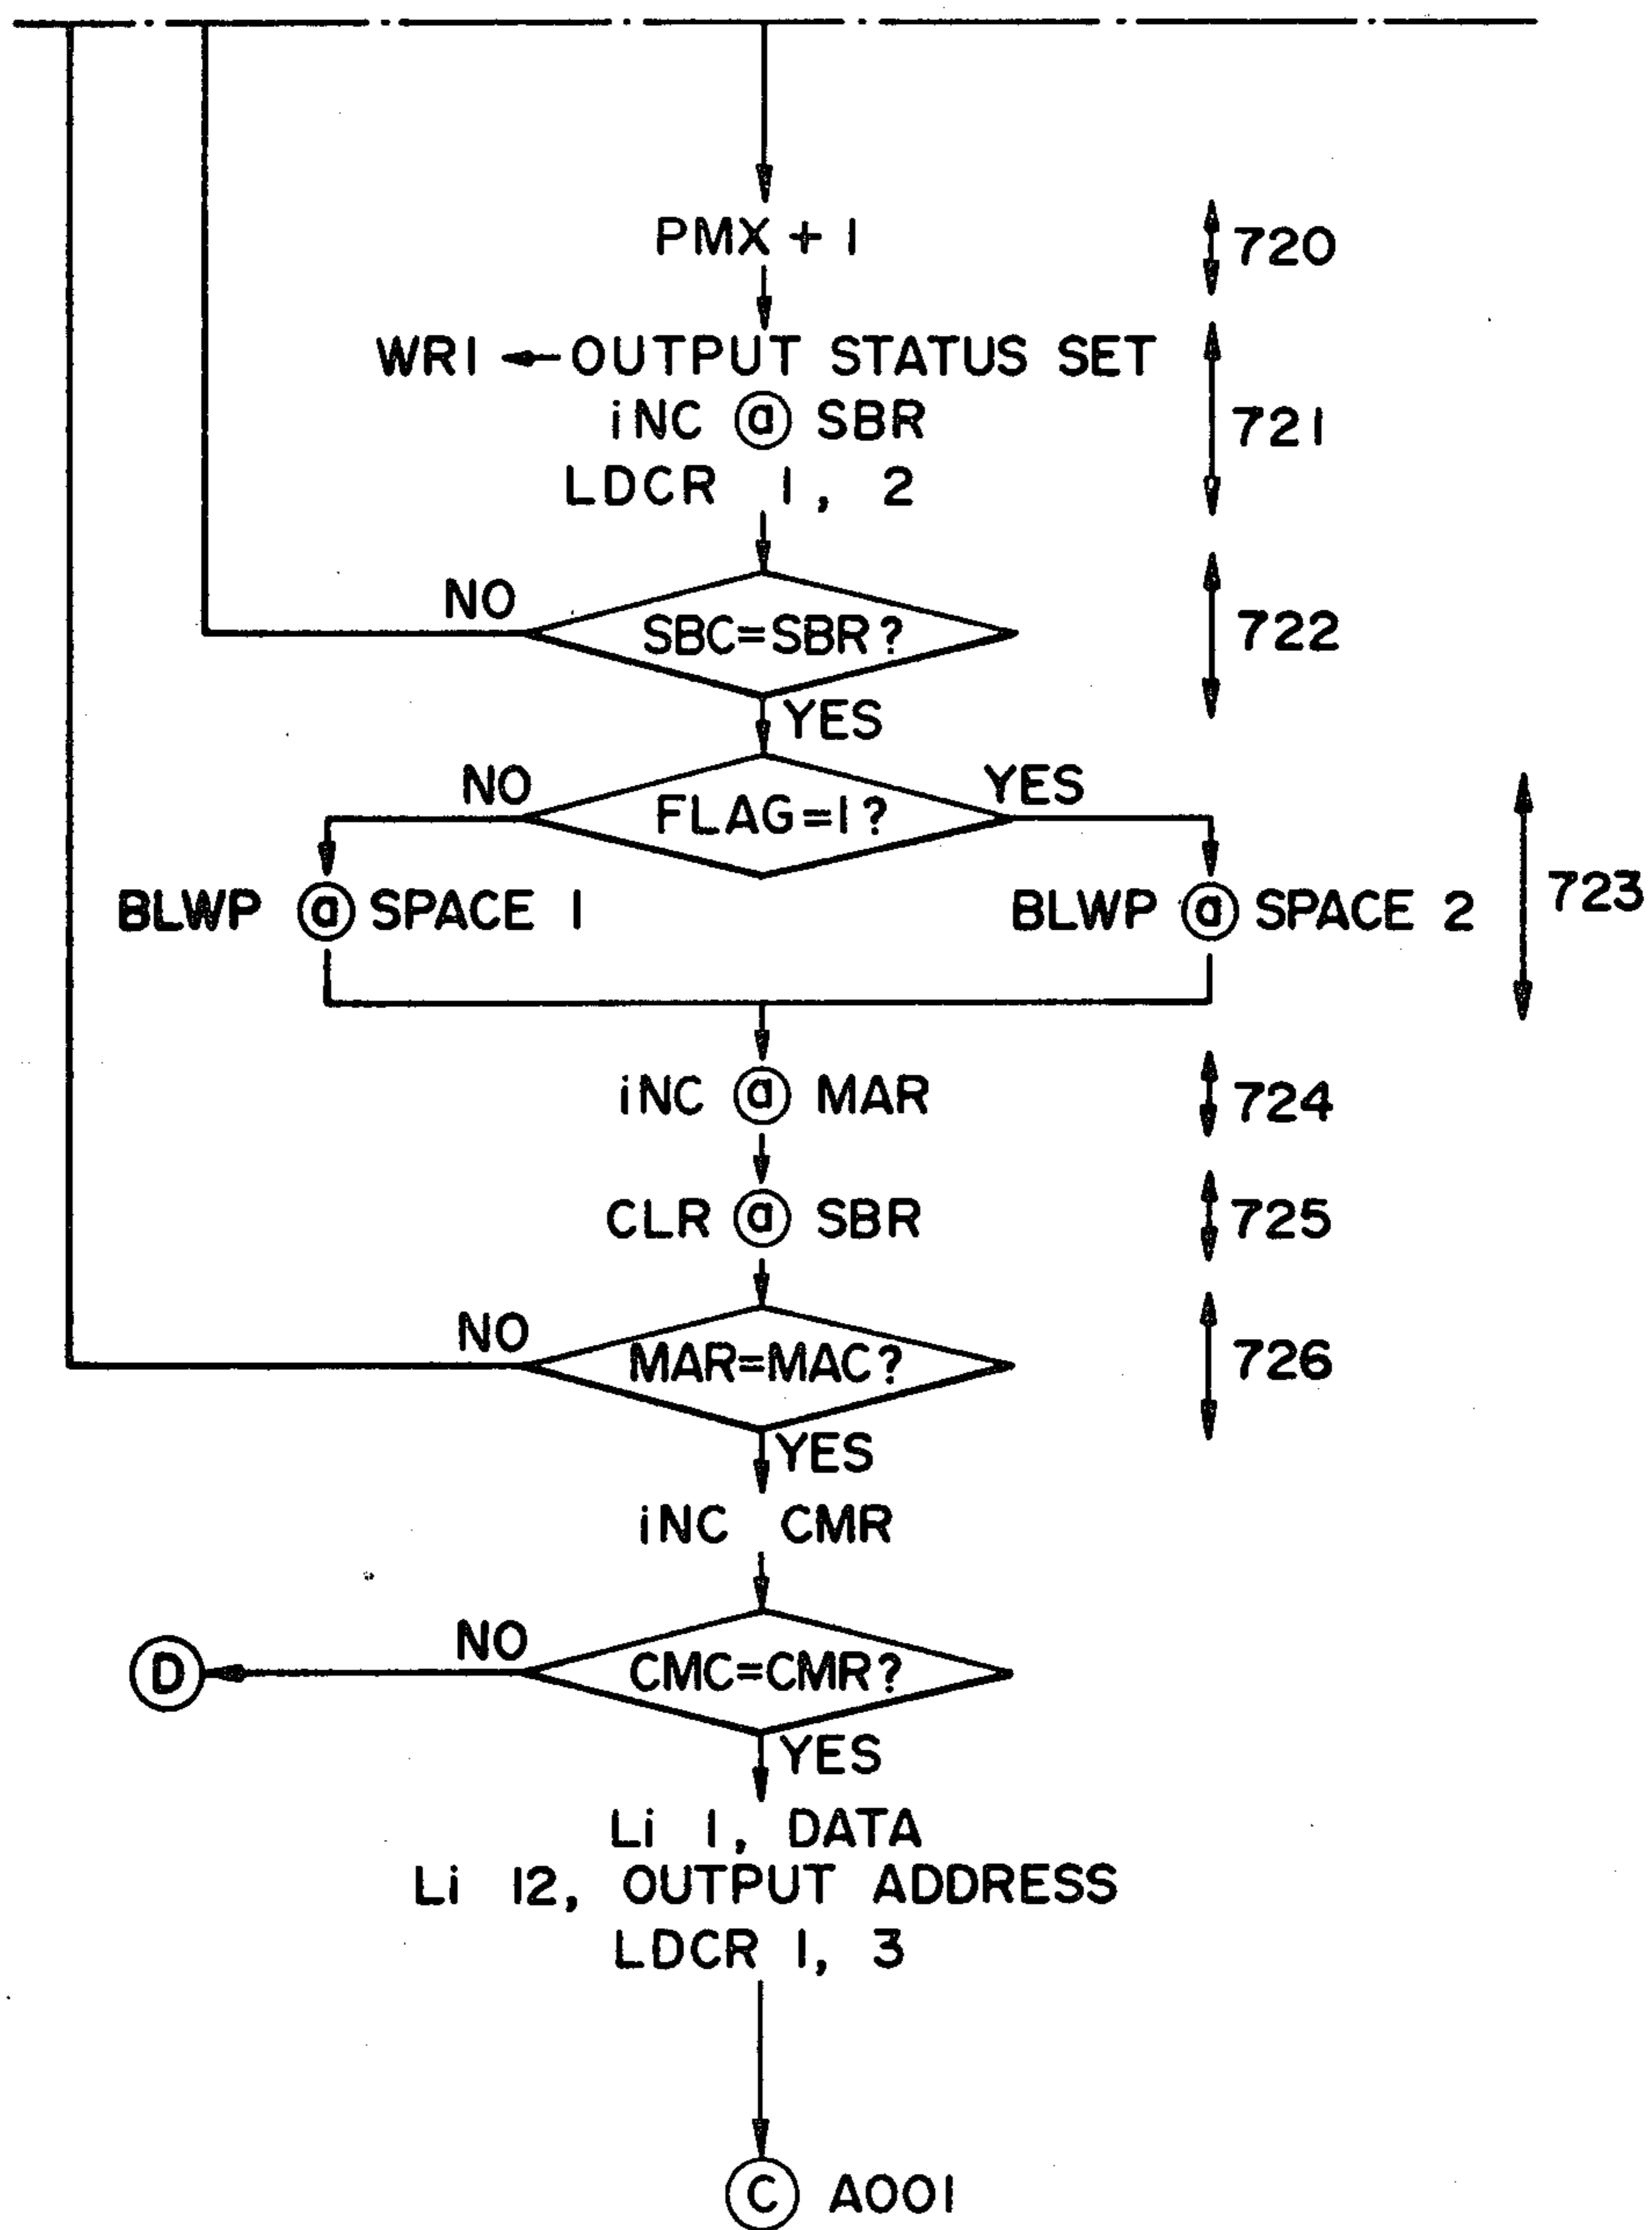 PMX + 1
720
WR1 ← OUTPUT STATUS SET
iNC @ SBR
721
LDCR 1, 2
NO
SBC=SBR?
722
YES
NO
FLAG=1?
YES
BLWP @ SPACE 1
BLWP @ SPACE 2
723
iNC @ MAR
724
CLR @ SBR
725
NO
MAR=MAC?
726
YES
iNC CMR
NO
D
CMC=CMR?
YES
Li 1, DATA
Li 12, OUTPUT ADDRESS
LDCR 1, 3
C A001